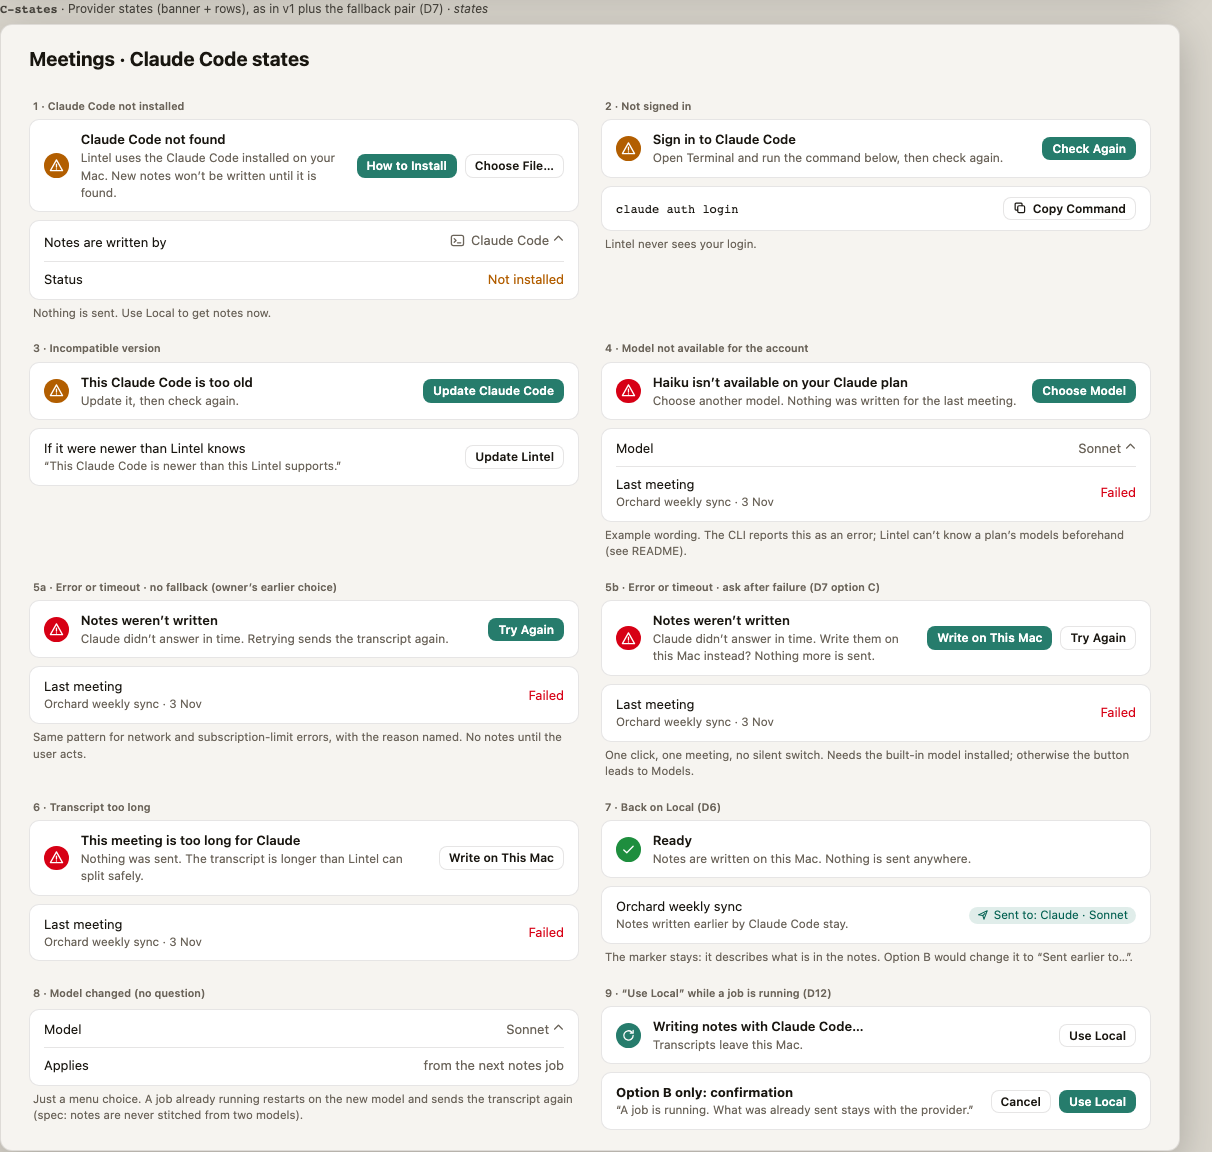 C-states · Provider states (banner + rows), as in v1 plus the fallback pair (D7) · states
Meetings · Claude Code states
1 · Claude Code not installed
Claude Code not found
Lintel uses the Claude Code installed on your
Mac. New notes won’t be written until it is
found.
How to Install
Choose File…
Notes are written by
Claude Code
Status
Not installed
Nothing is sent. Use Local to get notes now.
2 · Not signed in
Sign in to Claude Code
Open Terminal and run the command below, then check again.
Check Again
claude auth login
Copy Command
Lintel never sees your login.
3 · Incompatible version
This Claude Code is too old
Update it, then check again.
Update Claude Code
If it were newer than Lintel knows
“This Claude Code is newer than this Lintel supports.”
Update Lintel
4 · Model not available for the account
Haiku isn’t available on your Claude plan
Choose another model. Nothing was written for the last meeting.
Choose Model
Model
Sonnet
Last meeting
Orchard weekly sync · 3 Nov
Failed
Example wording. The CLI reports this as an error; Lintel can’t know a plan’s models beforehand
(see README).
5a · Error or timeout · no fallback (owner’s earlier choice)
Notes weren’t written
Claude didn’t answer in time. Retrying sends the transcript again.
Try Again
Last meeting
Orchard weekly sync · 3 Nov
Failed
Same pattern for network and subscription-limit errors, with the reason named. No notes until the
user acts.
5b · Error or timeout · ask after failure (D7 option C)
Notes weren’t written
Claude didn’t answer in time. Write them on
this Mac instead? Nothing more is sent.
Write on This Mac
Try Again
Last meeting
Orchard weekly sync · 3 Nov
Failed
One click, one meeting, no silent switch. Needs the built-in model installed; otherwise the button
leads to Models.
6 · Transcript too long
This meeting is too long for Claude
Nothing was sent. The transcript is longer than Lintel can
split safely.
Write on This Mac
Last meeting
Orchard weekly sync · 3 Nov
Failed
7 · Back on Local (D6)
Ready
Notes are written on this Mac. Nothing is sent anywhere.
Orchard weekly sync
Notes written earlier by Claude Code stay.
Sent to: Claude · Sonnet
The marker stays: it describes what is in the notes. Option B would change it to “Sent earlier to…”.
8 · Model changed (no question)
Model
Sonnet
Applies
from the next notes job
Just a menu choice. A job already running restarts on the new model and sends the transcript again
(spec: notes are never stitched from two models).
9 · “Use Local” while a job is running (D12)
Writing notes with Claude Code…
Transcripts leave this Mac.
Use Local
Option B only: confirmation
“A job is running. What was already sent stays with the provider.”
Cancel
Use Local